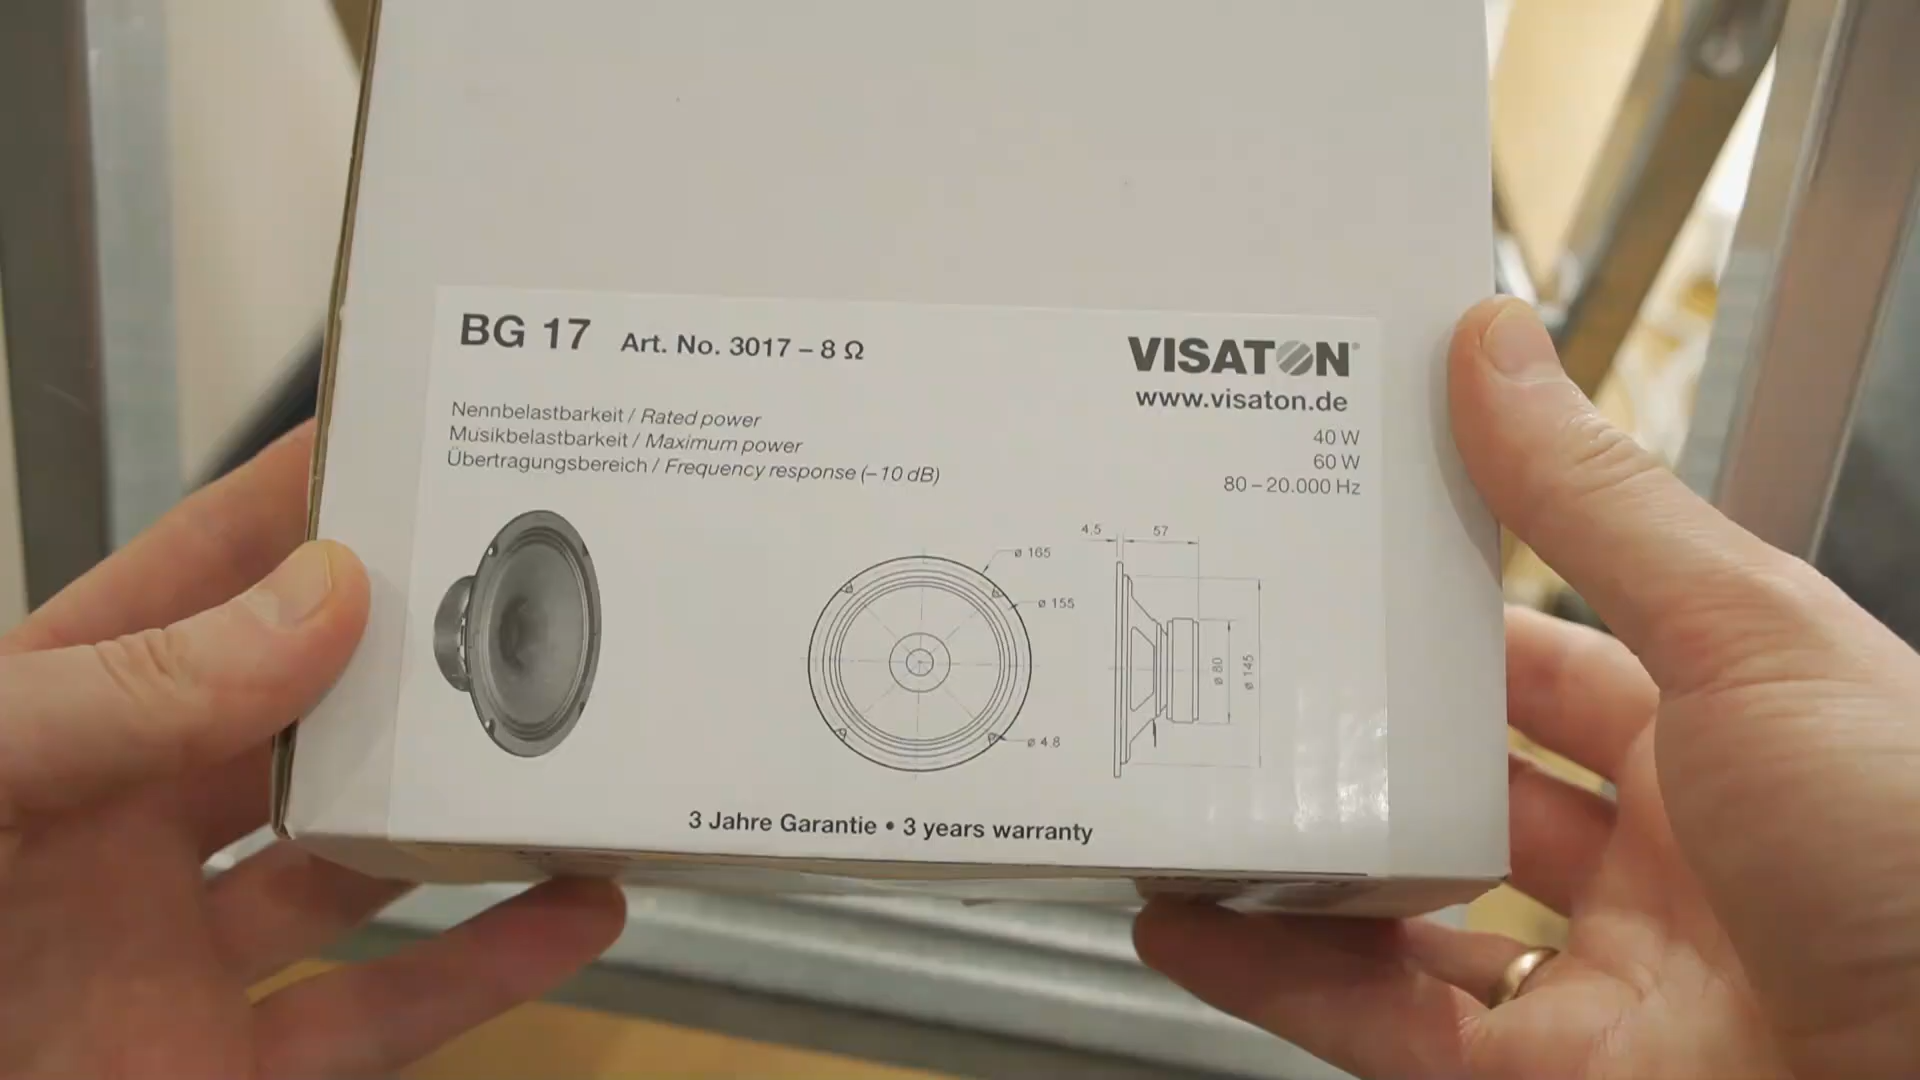 BG 17 Art. No. 3017 – 8 Ω
VISATON®
www.visaton.de
Nennbelastbarkeit / Rated power 40 W
Musikbelastbarkeit / Maximum power 60 W
Übertragungsbereich / Frequency response (– 10 dB) 80 – 20.000 Hz
4.5 57
ø 165
ø 155
ø 80
ø 145
ø 4.8
3 Jahre Garantie • 3 years warranty